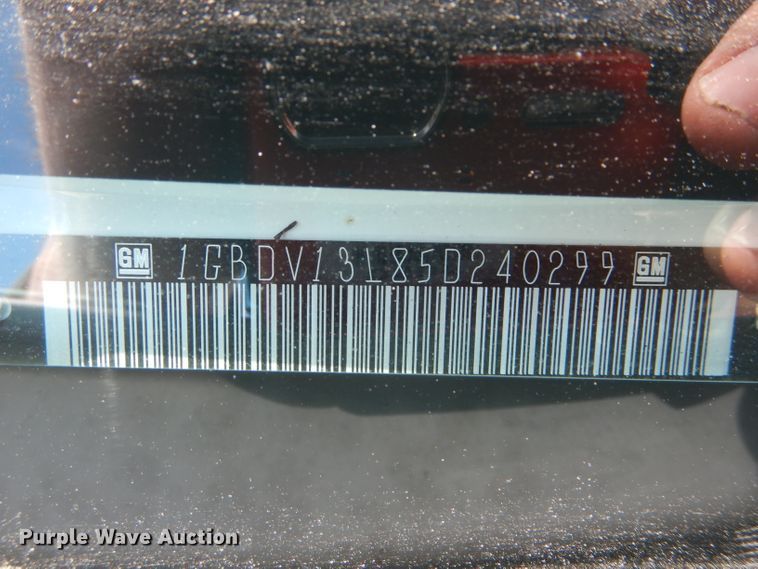 GM 1GBDV13L85D240299 GM
Purple Wave Auction